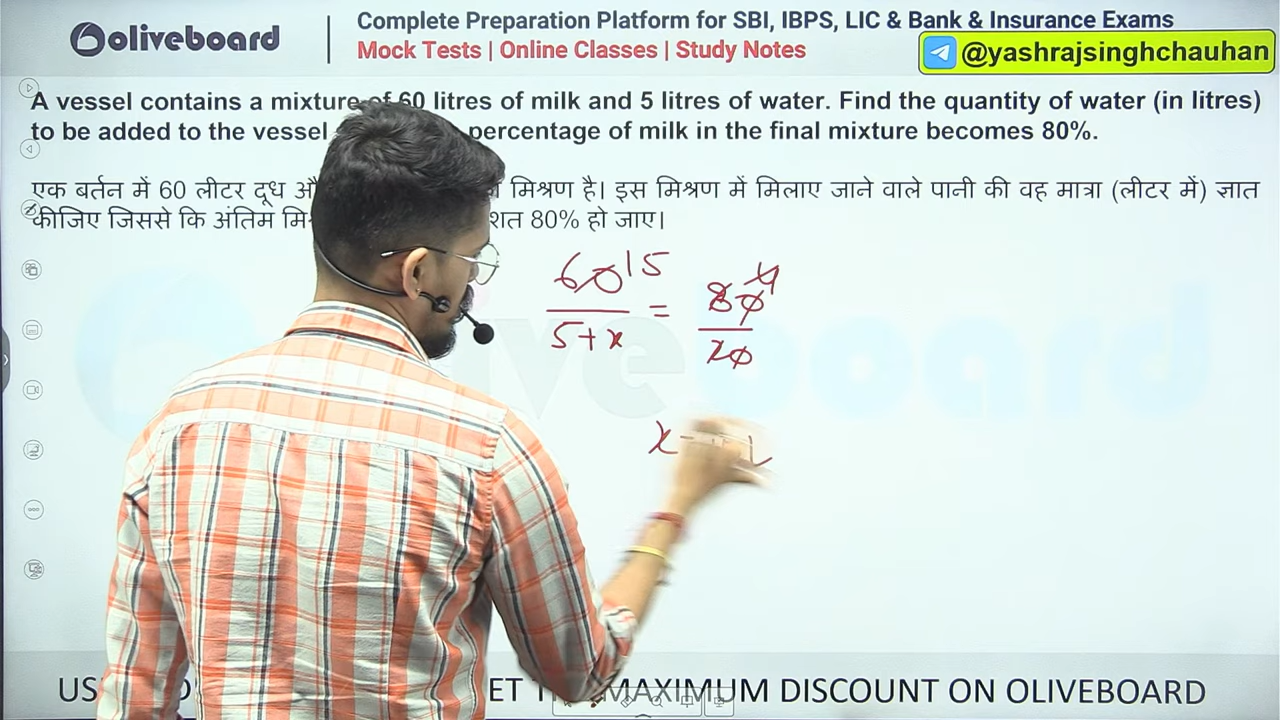 oliveboard
Complete Preparation Platform for SBI, IBPS, LIC & Bank & Insurance Exams
Mock Tests | Online Classes | Study Notes
@yashrajsinghchauhan
A vessel contains a mixture of 60 litres of milk and 5 litres of water. Find the quantity of water (in litres)
to be added to the vessel percentage of milk in the final mixture becomes 80%.
एक बर्तन में 60 लीटर दूध मिश्रण है। इस मिश्रण में मिलाए जाने वाले पानी की वह मात्रा (लीटर में) ज्ञात
कीजिए जिससे कि अंतिम 80% हो जाए।
60 15 80 4
5+x = 20
x
MAXIMUM DISCOUNT ON OLIVEBOARD